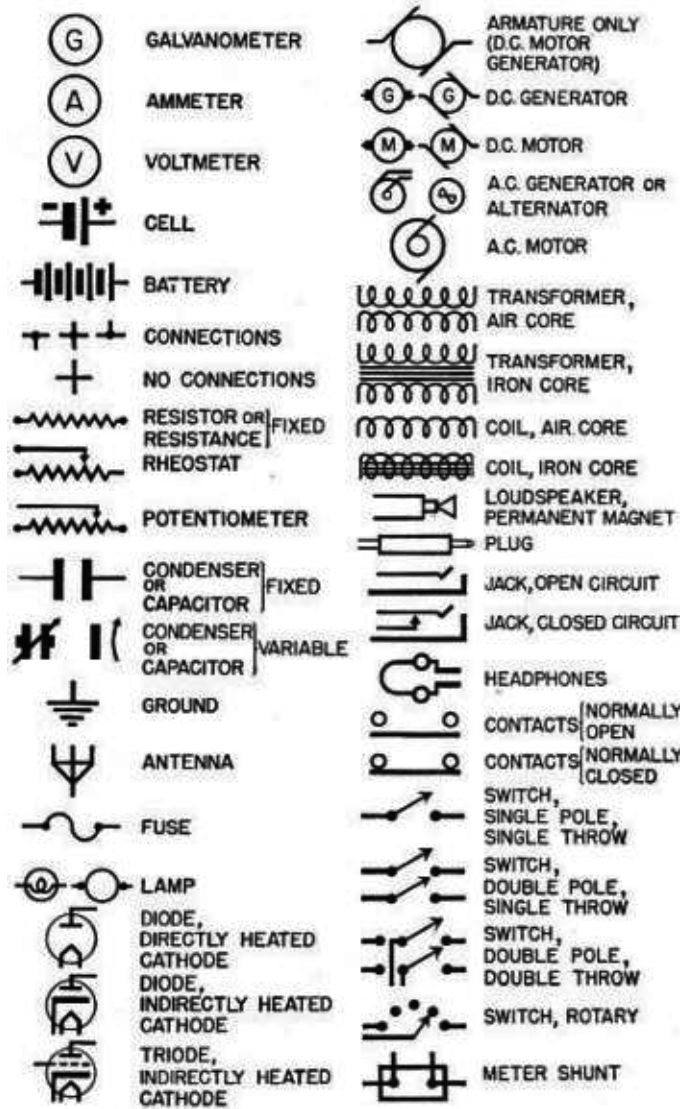 G GALVANOMETER
A AMMETER
V VOLTMETER
- + CELL
BATTERY
CONNECTIONS
NO CONNECTIONS
RESISTOR OR
RESISTANCE FIXED
RHEOSTAT
POTENTIOMETER
CONDENSER
OR
CAPACITOR FIXED
CONDENSER
OR
CAPACITOR VARIABLE
GROUND
ANTENNA
FUSE
LAMP
DIODE,
DIRECTLY HEATED
CATHODE
DIODE,
INDIRECTLY HEATED
CATHODE
TRIODE,
INDIRECTLY HEATED
CATHODE
ARMATURE ONLY
(D.C. MOTOR
GENERATOR)
G G D.C. GENERATOR
M M D.C. MOTOR
A.C. GENERATOR OR
ALTERNATOR
A.C. MOTOR
TRANSFORMER,
AIR CORE
TRANSFORMER,
IRON CORE
COIL, AIR CORE
COIL, IRON CORE
LOUDSPEAKER,
PERMANENT MAGNET
PLUG
JACK, OPEN CIRCUIT
JACK, CLOSED CIRCUIT
HEADPHONES
CONTACTS NORMALLY
OPEN
CONTACTS NORMALLY
CLOSED
SWITCH,
SINGLE POLE,
SINGLE THROW
SWITCH,
DOUBLE POLE,
SINGLE THROW
SWITCH,
DOUBLE POLE,
DOUBLE THROW
SWITCH, ROTARY
METER SHUNT